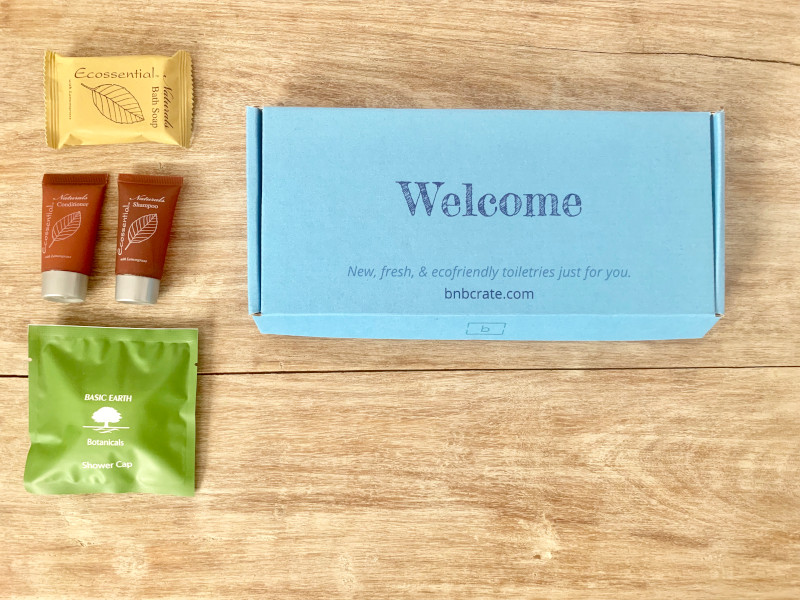 Ecossential
Naturals
Bath Soap
Naturals
Conditioner
Ecossential
Naturals
Shampoo
Ecossential
BASIC EARTH
Botanicals
Shower Cap
Welcome
New, fresh, & ecofriendly toiletries just for you.
bnbcrate.com
b